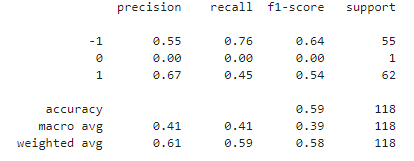 precision recall f1-score support
-1 0.55 0.76 0.64 55
0 0.00 0.00 0.00 1
1 0.67 0.45 0.54 62
accuracy 0.59 118
macro avg 0.41 0.41 0.39 118
weighted avg 0.61 0.59 0.58 118